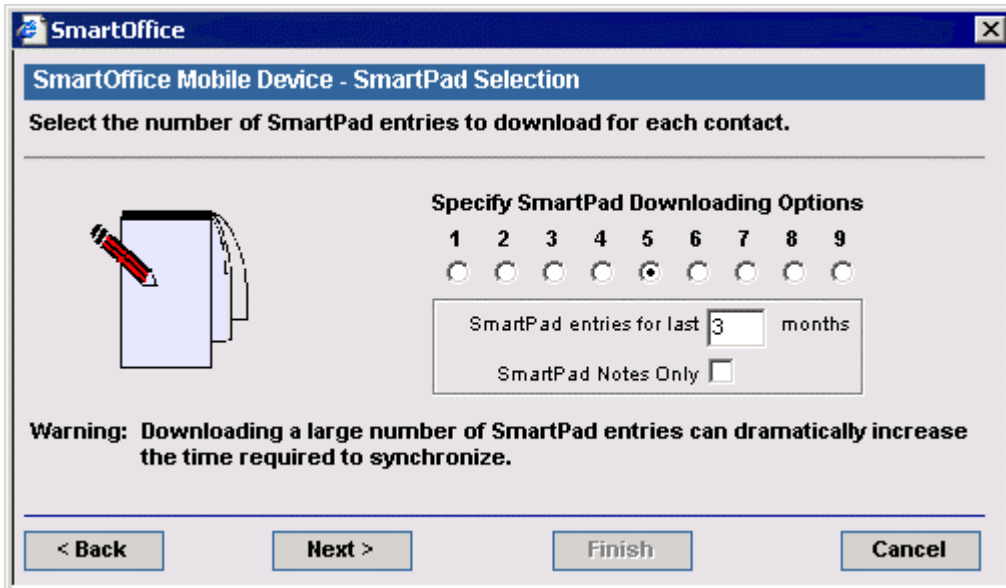 SmartOffice
SmartOffice Mobile Device - SmartPad Selection
Select the number of SmartPad entries to download for each contact.
Specify SmartPad Downloading Options
1 2 3 4 5 6 7 8 9
SmartPad entries for last 3 months
SmartPad Notes Only
Warning: Downloading a large number of SmartPad entries can dramatically increase
the time required to synchronize.
< Back Next > Finish Cancel